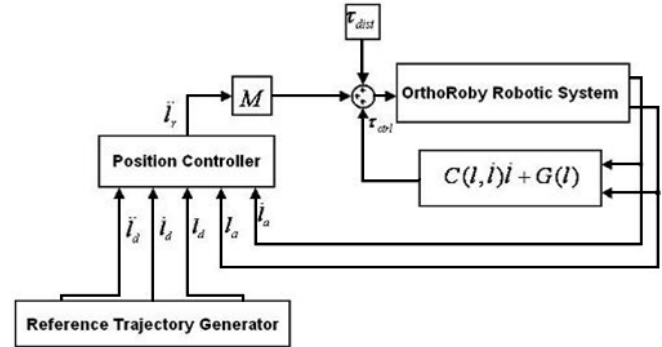 τ_dist
OrthoRoby Robotic System
M
l̈_r
τ_ctrl
Position Controller
C(l, l̇)l̇ + G(l)
l̈_d l̇_d l_d l_a l̇_a
Reference Trajectory Generator